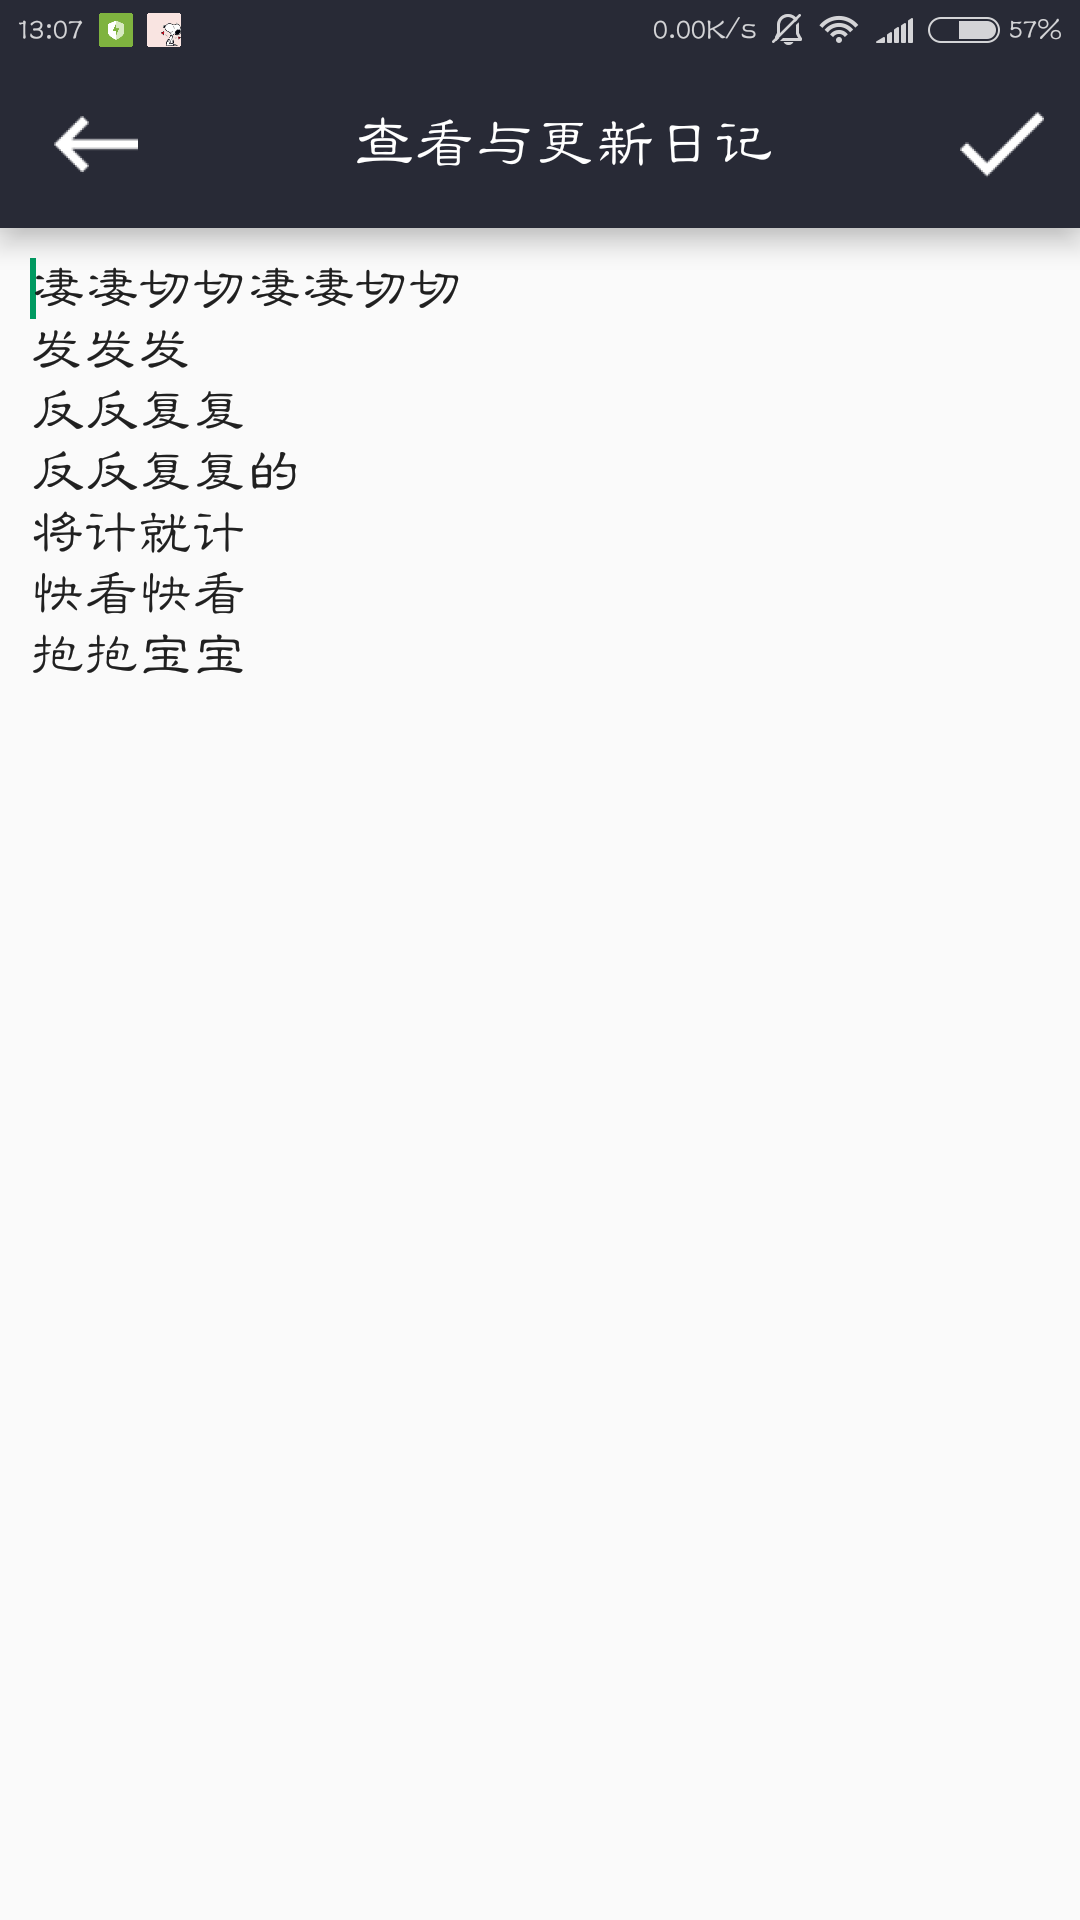 13:07
0.00K/s
57%
查看与更新日记
凄凄切切凄凄切切
发发发
反反复复
反反复复的
将计就计
快看快看
抱抱宝宝